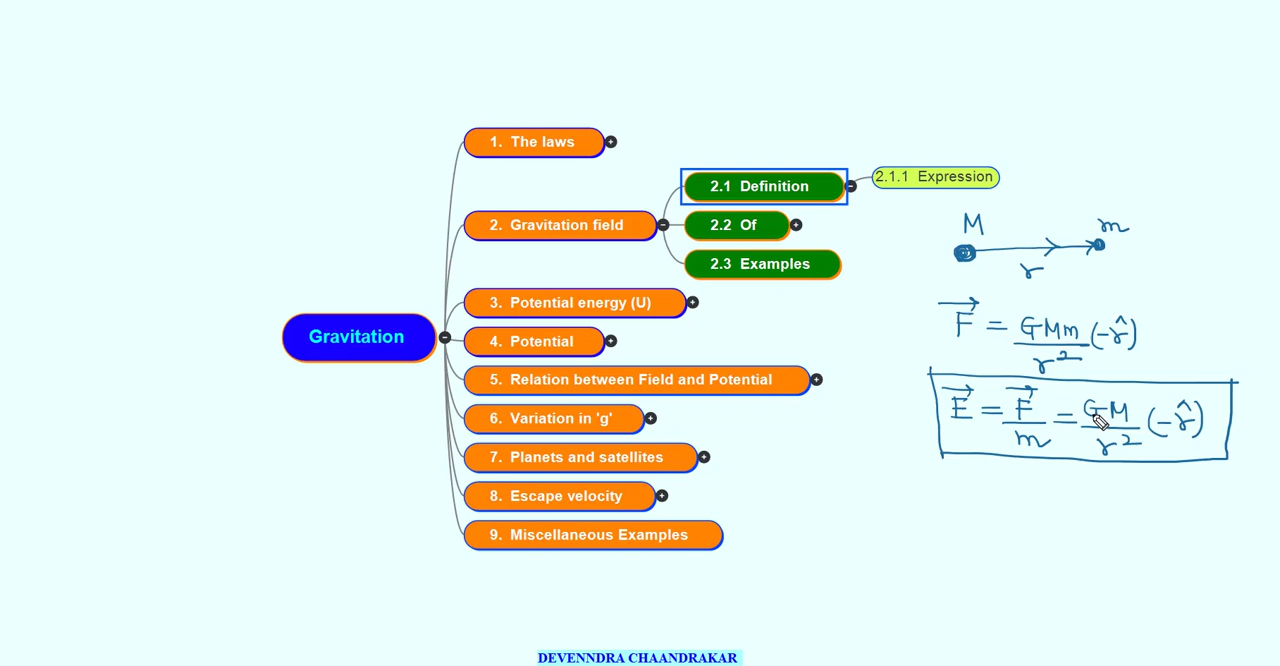 Gravitation
1. The laws
2. Gravitation field
2.1 Definition
2.1.1 Expression
2.2 Of
2.3 Examples
3. Potential energy (U)
4. Potential
5. Relation between Field and Potential
6. Variation in 'g'
7. Planets and satellites
8. Escape velocity
9. Miscellaneous Examples
M m
r
F⃗ = GMm/r² (-r̂)
E⃗ = F⃗/m = GM/r² (-r̂)
DEVENNDRA CHAANDRAKAR